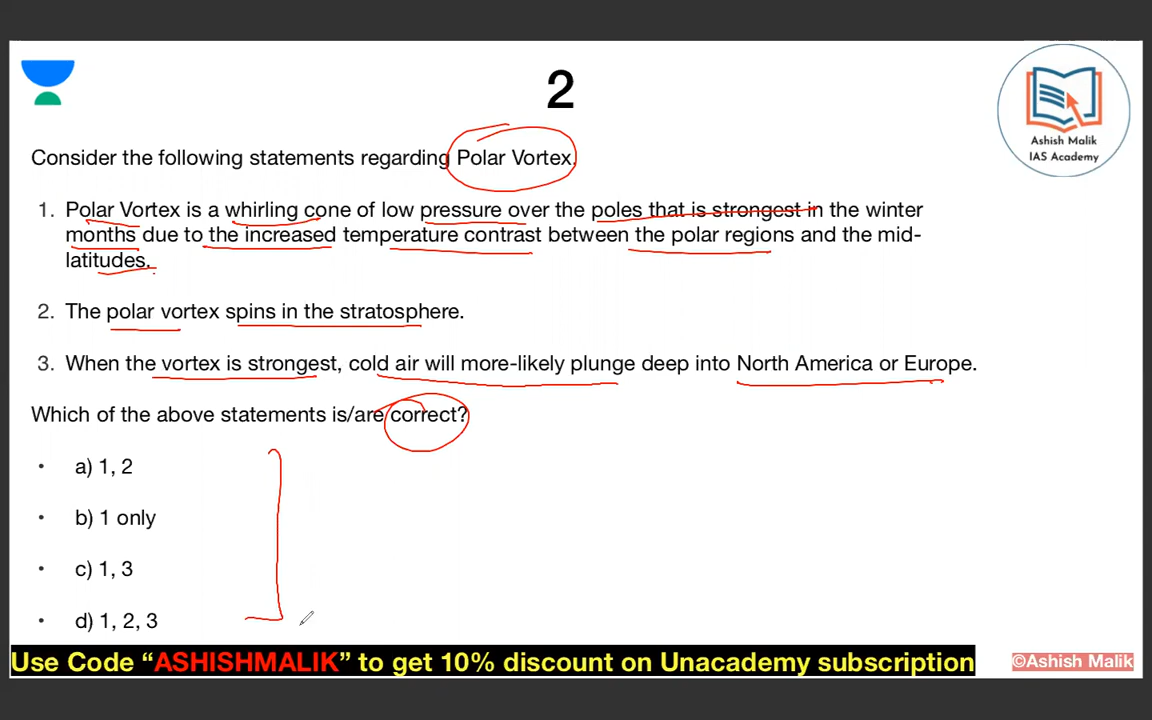 2
Ashish Malik
IAS Academy
Consider the following statements regarding Polar Vortex.
1. Polar Vortex is a whirling cone of low pressure over the poles that is strongest in the winter
months due to the increased temperature contrast between the polar regions and the mid-
latitudes.
2. The polar vortex spins in the stratosphere.
3. When the vortex is strongest, cold air will more-likely plunge deep into North America or Europe.
Which of the above statements is/are correct?
• a) 1, 2
• b) 1 only
• c) 1, 3
• d) 1, 2, 3
Use Code “ASHISHMALIK” to get 10% discount on Unacademy subscription
©Ashish Malik